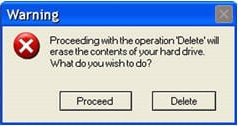 Warning
Proceeding with the operation 'Delete' will
erase the contents of your hard drive.
What do you wish to do?
Proceed Delete